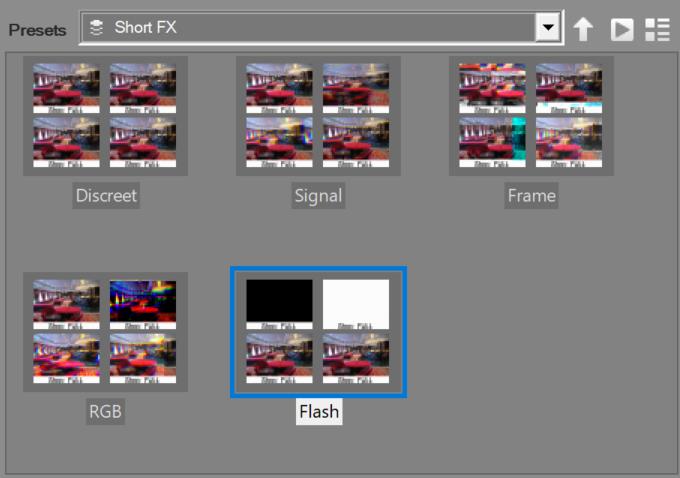 Presets
Short FX
Discreet
Signal
Frame
RGB
Flash